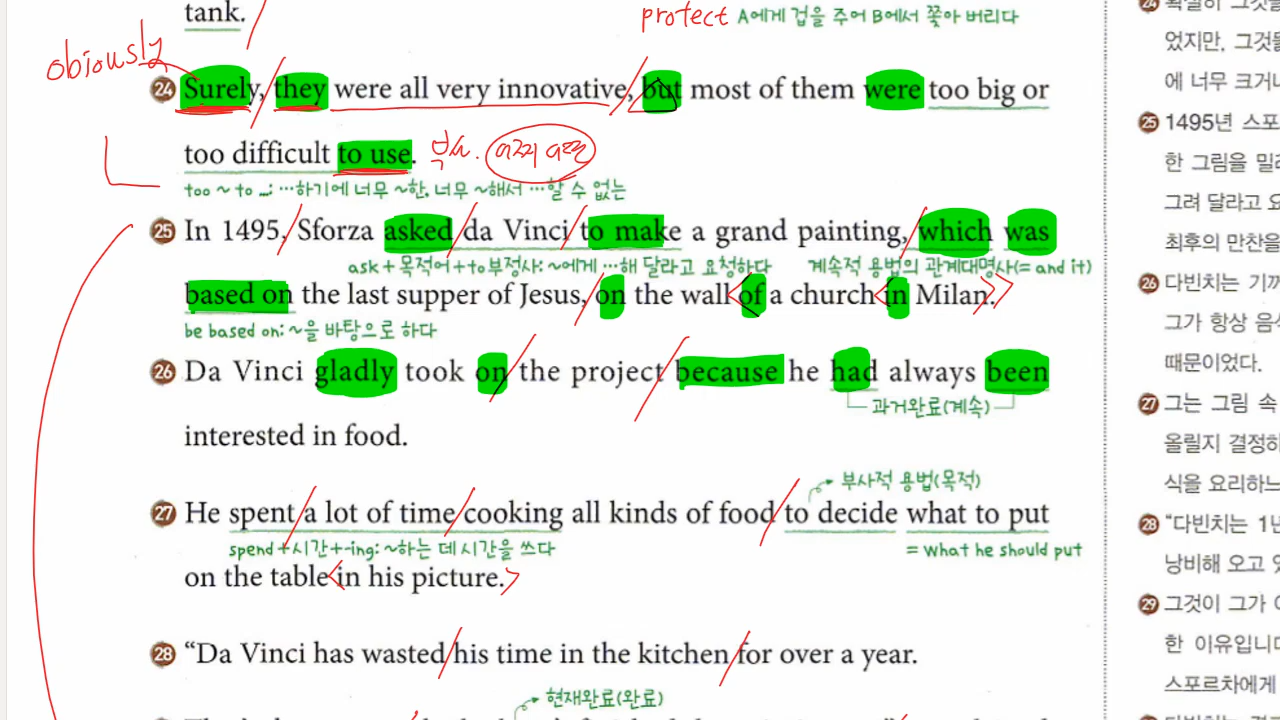 tank.
protect A에게 겁을 주어 B에서 쫓아 버리다
obiously
24 Surely, they were all very innovative, but most of them were too big or
too difficult to use. 부사.
too ~ to …: …하기에 너무 ~한, 너무 ~해서 …할 수 없는
25 In 1495, Sforza asked da Vinci to make a grand painting, which was
ask + 목적어 + to부정사: ~에게 …해 달라고 요청하다 계속적 용법의 관계대명사(= and it)
based on the last supper of Jesus, on the wall of a church in Milan.
be based on: ~을 바탕으로 하다
26 Da Vinci gladly took on the project because he had always been
과거완료(계속)
interested in food.
부사적 용법(목적)
27 He spent a lot of time cooking all kinds of food to decide what to put
spend + 시간 + -ing: ~하는 데 시간을 쓰다 = what he should put
on the table in his picture.
28 “Da Vinci has wasted his time in the kitchen for over a year.
현재완료(완료)
24
었지만, 그것들
에 너무 크거나
25 1495년 스포
한 그림을 밀라
그려 달라고 요
최후의 만찬을
26 다빈치는 기꺼
그가 항상 음식
때문이었다.
27 그는 그림 속
올릴지 결정하
식을 요리하느
28 “다빈치는 1년
낭비해 오고 있
29 그것이 그가 아
한 이유입니다
스포르차에게